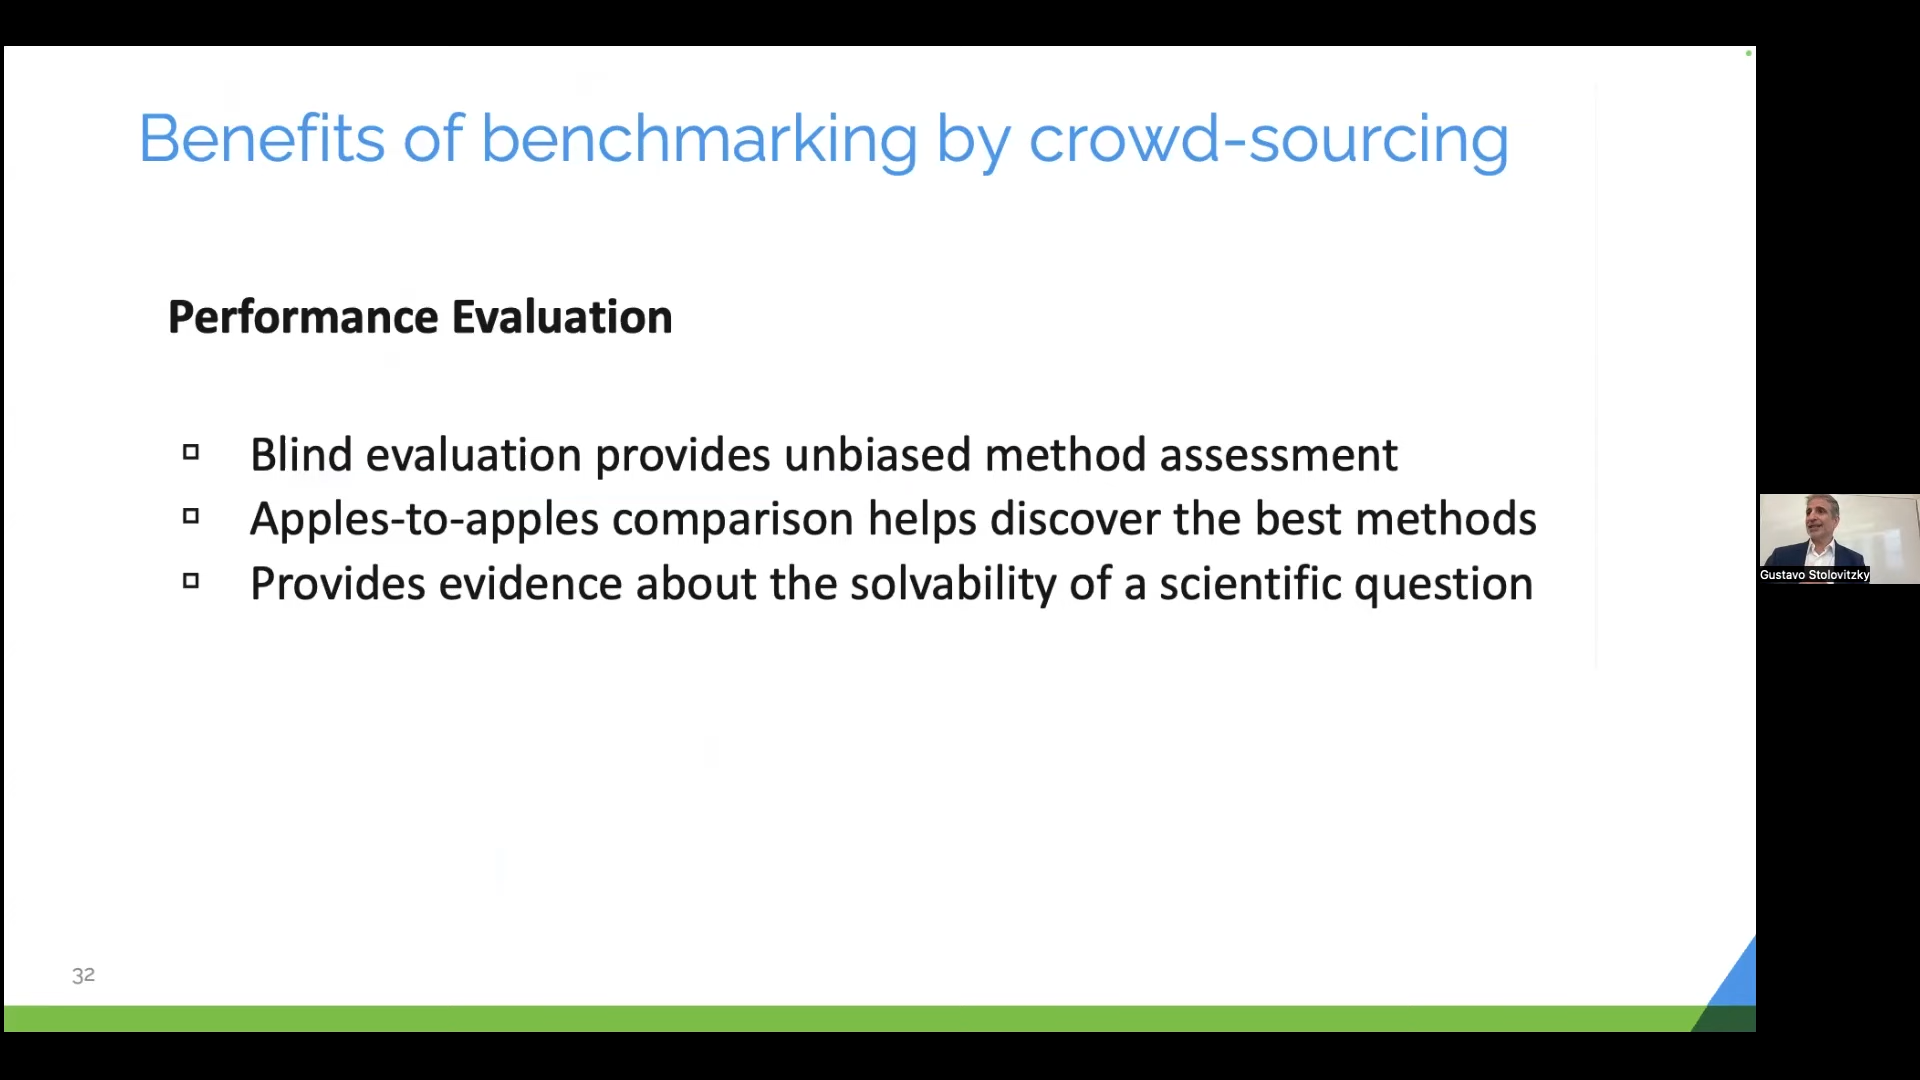 Benefits of benchmarking by crowd-sourcing
Performance Evaluation
Blind evaluation provides unbiased method assessment
Apples-to-apples comparison helps discover the best methods
Provides evidence about the solvability of a scientific question
Gustavo Stolovitzky
32